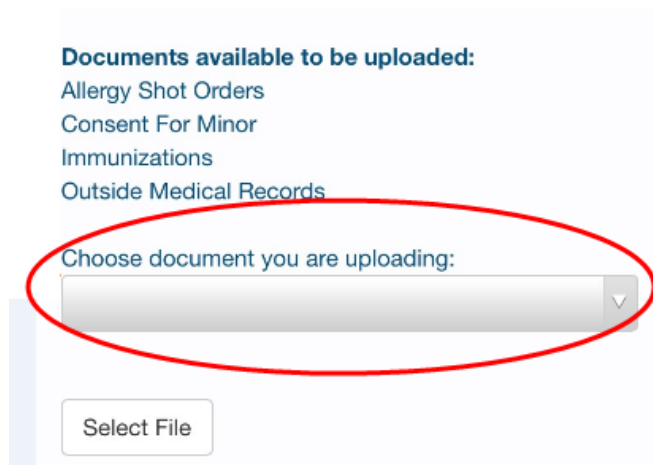 Documents available to be uploaded:
Allergy Shot Orders
Consent For Minor
Immunizations
Outside Medical Records
Choose document you are uploading:
Select File